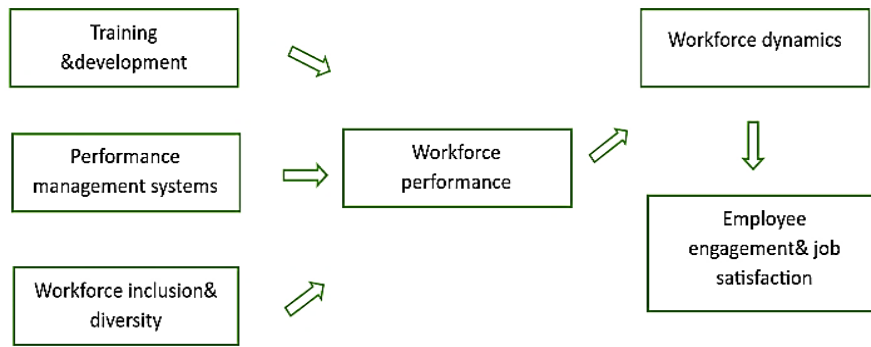 Training
&development
Performance
management systems
Workforce inclusion&
diversity
Workforce
performance
Workforce dynamics
Employee
engagement& job
satisfaction